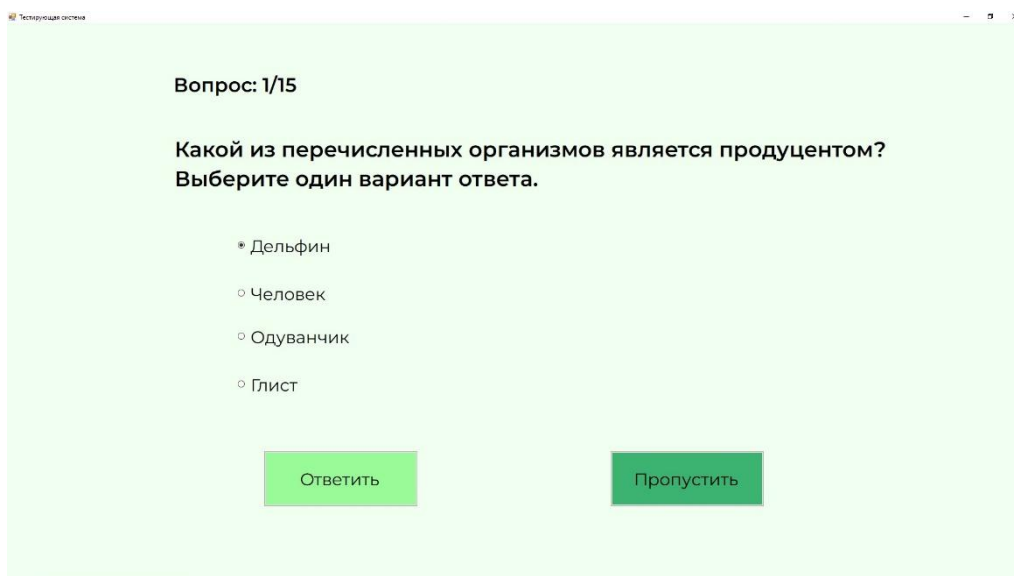 Тестирующая система
Вопрос: 1/15
Какой из перечисленных организмов является продуцентом?
Выберите один вариант ответа.
Дельфин
Человек
Одуванчик
Глист
Ответить
Пропустить